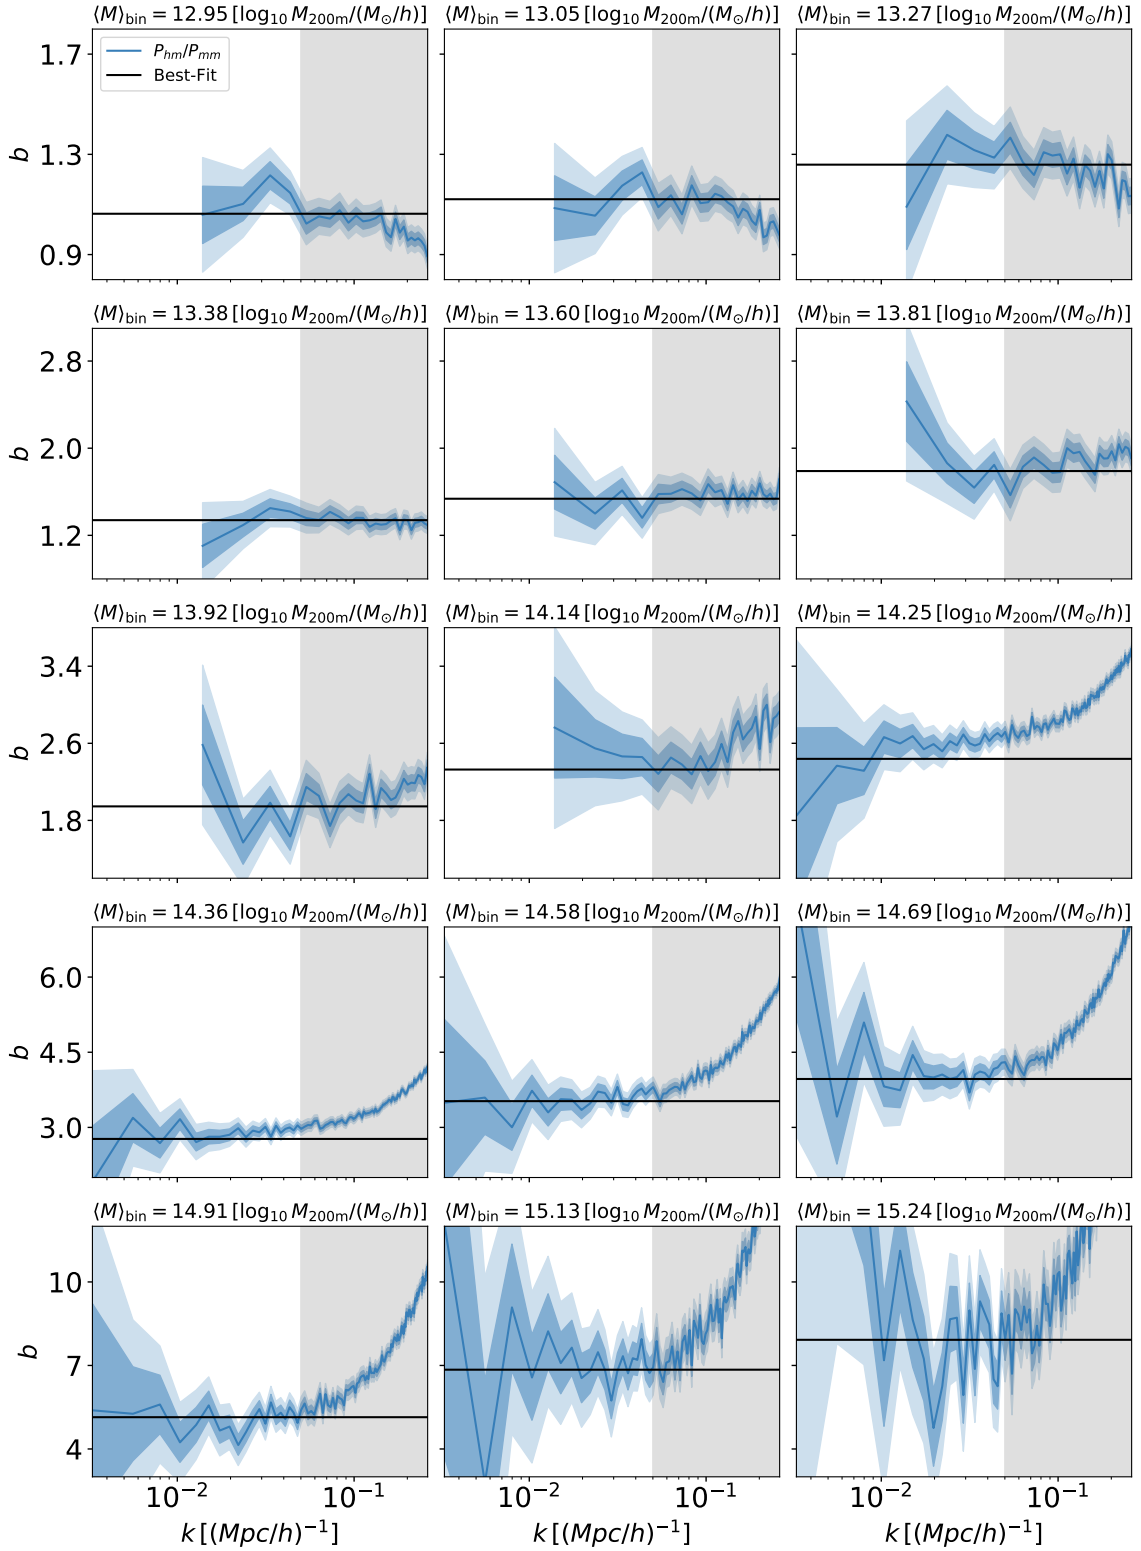 ⟨M⟩bin = 12.95 [log10 M200m/(M⊙/h)]
⟨M⟩bin = 13.05 [log10 M200m/(M⊙/h)]
⟨M⟩bin = 13.27 [log10 M200m/(M⊙/h)]
Phm/Pmm
Best-Fit
1.7
1.3
0.9
b
⟨M⟩bin = 13.38 [log10 M200m/(M⊙/h)]
⟨M⟩bin = 13.60 [log10 M200m/(M⊙/h)]
⟨M⟩bin = 13.81 [log10 M200m/(M⊙/h)]
2.8
2.0
1.2
b
⟨M⟩bin = 13.92 [log10 M200m/(M⊙/h)]
⟨M⟩bin = 14.14 [log10 M200m/(M⊙/h)]
⟨M⟩bin = 14.25 [log10 M200m/(M⊙/h)]
3.4
2.6
1.8
b
⟨M⟩bin = 14.36 [log10 M200m/(M⊙/h)]
⟨M⟩bin = 14.58 [log10 M200m/(M⊙/h)]
⟨M⟩bin = 14.69 [log10 M200m/(M⊙/h)]
6.0
4.5
3.0
b
⟨M⟩bin = 14.91 [log10 M200m/(M⊙/h)]
⟨M⟩bin = 15.13 [log10 M200m/(M⊙/h)]
⟨M⟩bin = 15.24 [log10 M200m/(M⊙/h)]
10
7
4
b
10⁻² 10⁻¹
10⁻² 10⁻¹
10⁻² 10⁻¹
k [(Mpc/h)⁻¹]
k [(Mpc/h)⁻¹]
k [(Mpc/h)⁻¹]